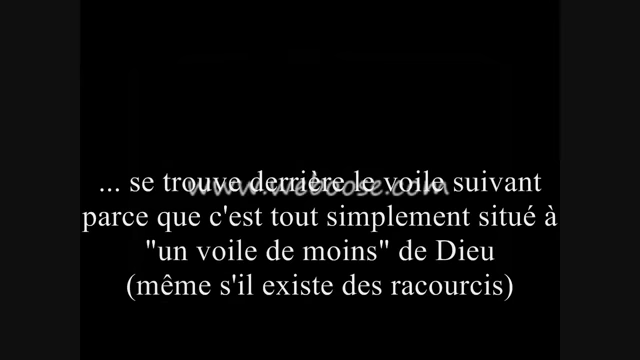 ... se trouve derrière le voile suivant
parce que c'est tout simplement situé à
"un voile de moins" de Dieu
(même s'il existe des racourcis)